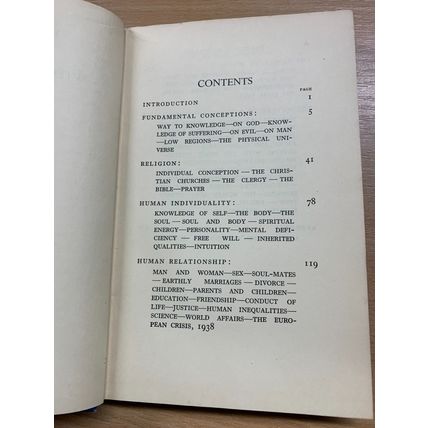 CONTENTS
PAGE
INTRODUCTION 1
FUNDAMENTAL CONCEPTIONS: 5
WAY TO KNOWLEDGE—ON GOD—KNOW-
LEDGE OF SUFFERING—ON EVIL—ON MAN
—LOW REGIONS—THE PHYSICAL UNI-
VERSE
RELIGION: 41
INDIVIDUAL CONCEPTION — THE CHRIS-
TIAN CHURCHES — THE CLERGY — THE
BIBLE—PRAYER
HUMAN INDIVIDUALITY: 78
KNOWLEDGE OF SELF—THE BODY—THE
SOUL — SOUL AND BODY — SPIRITUAL
ENERGY—PERSONALITY—MENTAL DEFI-
CIENCY — FREE WILL — INHERITED
QUALITIES—INTUITION
HUMAN RELATIONSHIP: 119
MAN AND WOMAN—SEX—SOUL-MATES
— EARTHLY MARRIAGES — DIVORCE —
CHILDREN—PARENTS AND CHILDREN—
EDUCATION—FRIENDSHIP—CONDUCT OF
LIFE—JUSTICE—HUMAN INEQUALITIES—
SCIENCE—WORLD AFFAIRS—THE EURO-
PEAN CRISIS, 1938